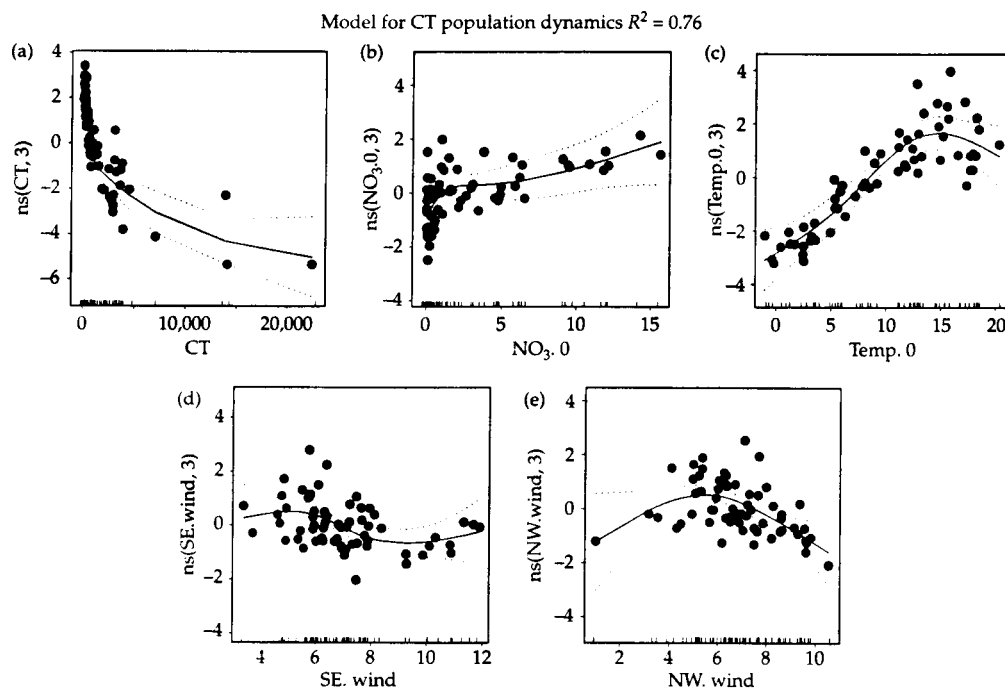 Model for CT population dynamics R² = 0.76
(a)
4
2
0
−2
−4
−6
ns(CT, 3)
0 10,000 20,000
CT
(b)
4
2
0
−2
−4
ns(NO₃.0, 3)
0 5 10 15
NO₃. 0
(c)
4
2
0
−2
−4
ns(Temp.0, 3)
0 5 10 15 20
Temp. 0
(d)
4
2
0
−2
−4
ns(SE.wind, 3)
4 6 8 10 12
SE. wind
(e)
4
2
0
−2
−4
ns(NW.wind, 3)
2 4 6 8 10
NW. wind